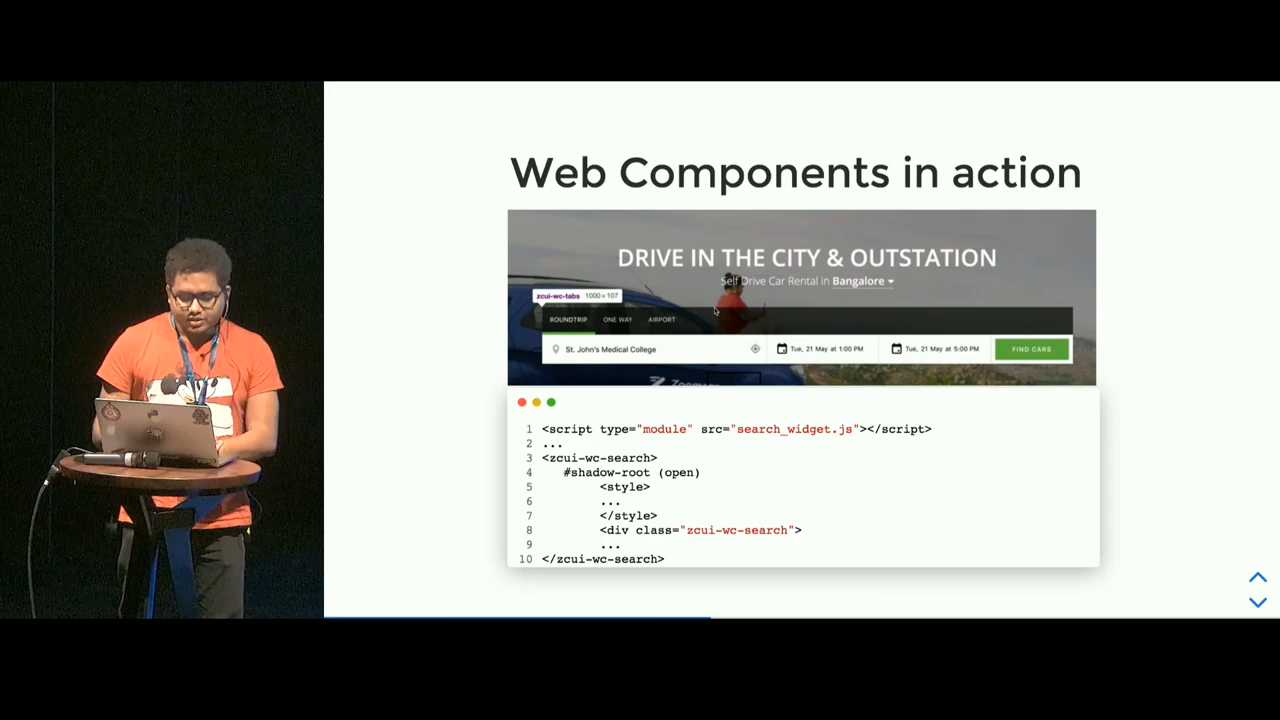 Web Components in action
DRIVE IN THE CITY & OUTSTATION
Self Drive Car Rental in Bangalore
zcui-wc-tabs 1000 × 107
ROUNDTRIP ONE WAY AIRPORT
St. John's Medical College Tue, 21 May at 1:00 PM Tue, 21 May at 5:00 PM FIND CARS
1 <script type="module" src="search_widget.js"></script>
2 ...
3 <zcui-wc-search>
4 #shadow-root (open)
5 <style>
6 ...
7 </style>
8 <div class="zcui-wc-search">
9 ...
10 </zcui-wc-search>